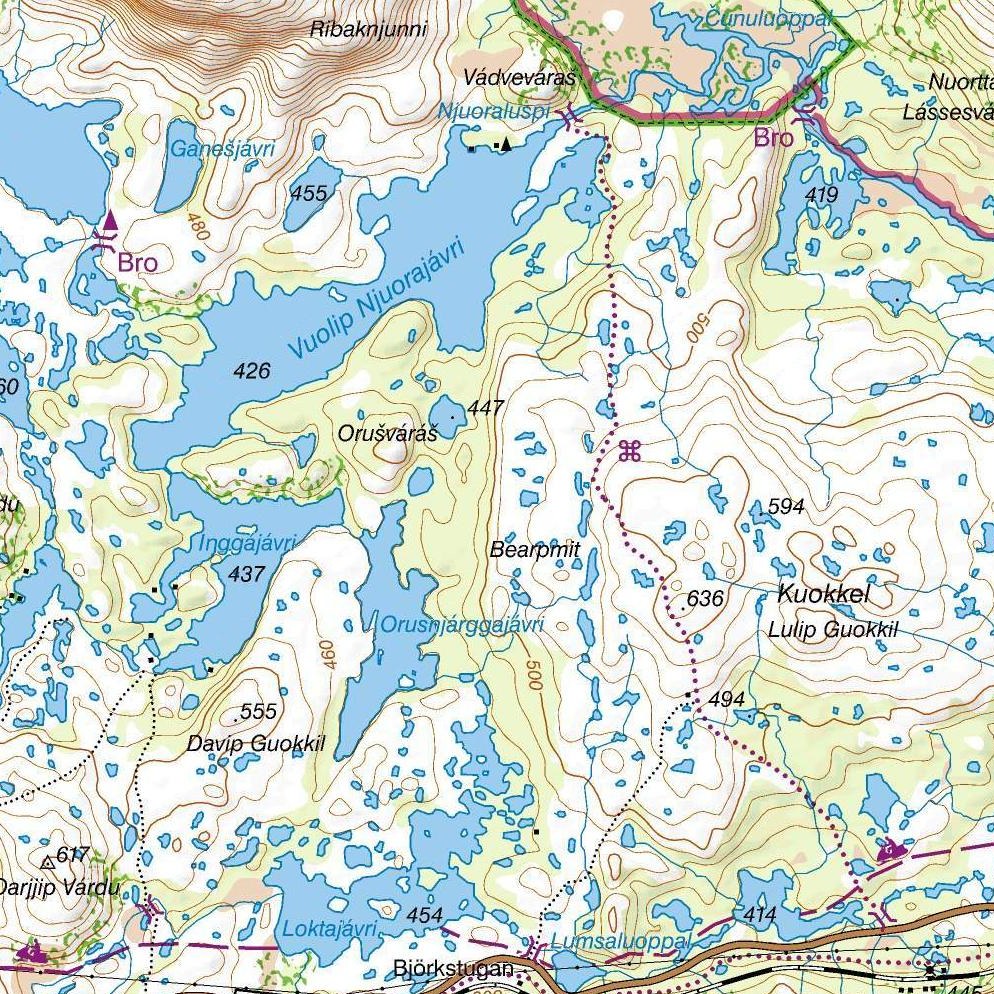 Čunuluoppal
Ribaknjunni
Vádveváraš
Nuortta
Njuoraluspi
Lássesvá
Bro
Ganešjávri
455
419
480
Bro
Vuolip Njuorajávri
500
426
60
447
Orušváráš
594
du
Inggajávri
Bearpmit
437
Kuokkel
636
Orusnjárggajávri
Lulip Guokkil
460
500
494
555
Davip Guokkil
617
Darjjip Várdu
454
414
Loktajávri
Lumsaluoppal
Björkstugan